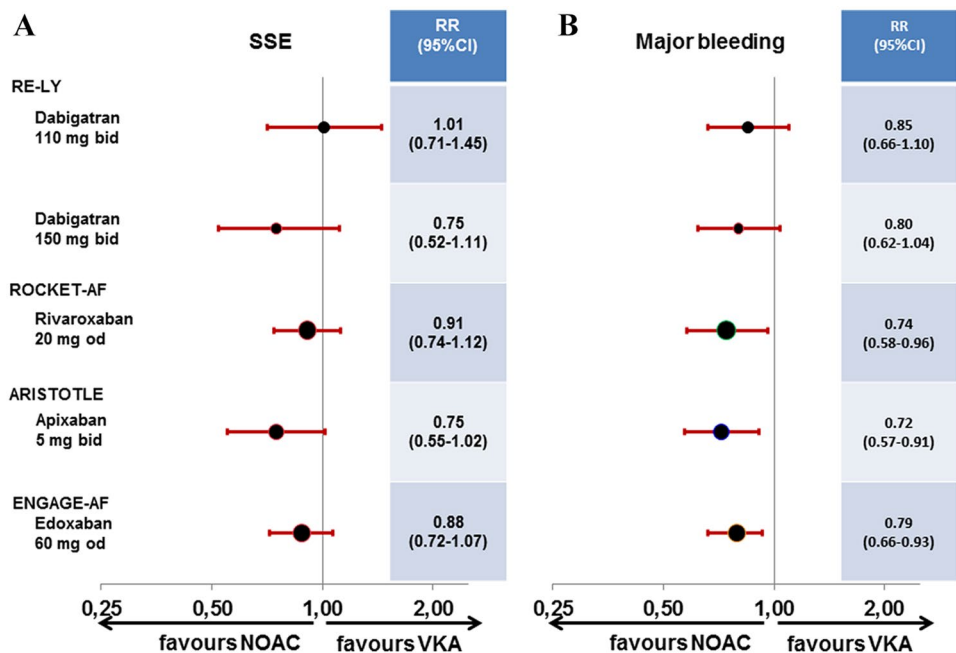 A
SSE
RR
(95%CI)
RE-LY
Dabigatran
110 mg bid
1.01
(0.71-1.45)
Dabigatran
150 mg bid
0.75
(0.52-1.11)
ROCKET-AF
Rivaroxaban
20 mg od
0.91
(0.74-1.12)
ARISTOTLE
Apixaban
5 mg bid
0.75
(0.55-1.02)
ENGAGE-AF
Edoxaban
60 mg od
0.88
(0.72-1.07)
0,25 0,50 1,00 2,00
favours NOAC favours VKA
B
Major bleeding
RR
(95%CI)
0.85
(0.66-1.10)
0.80
(0.62-1.04)
0.74
(0.58-0.96)
0.72
(0.57-0.91)
0.79
(0.66-0.93)
0,25 0,50 1,00 2,00
favours NOAC favours VKA